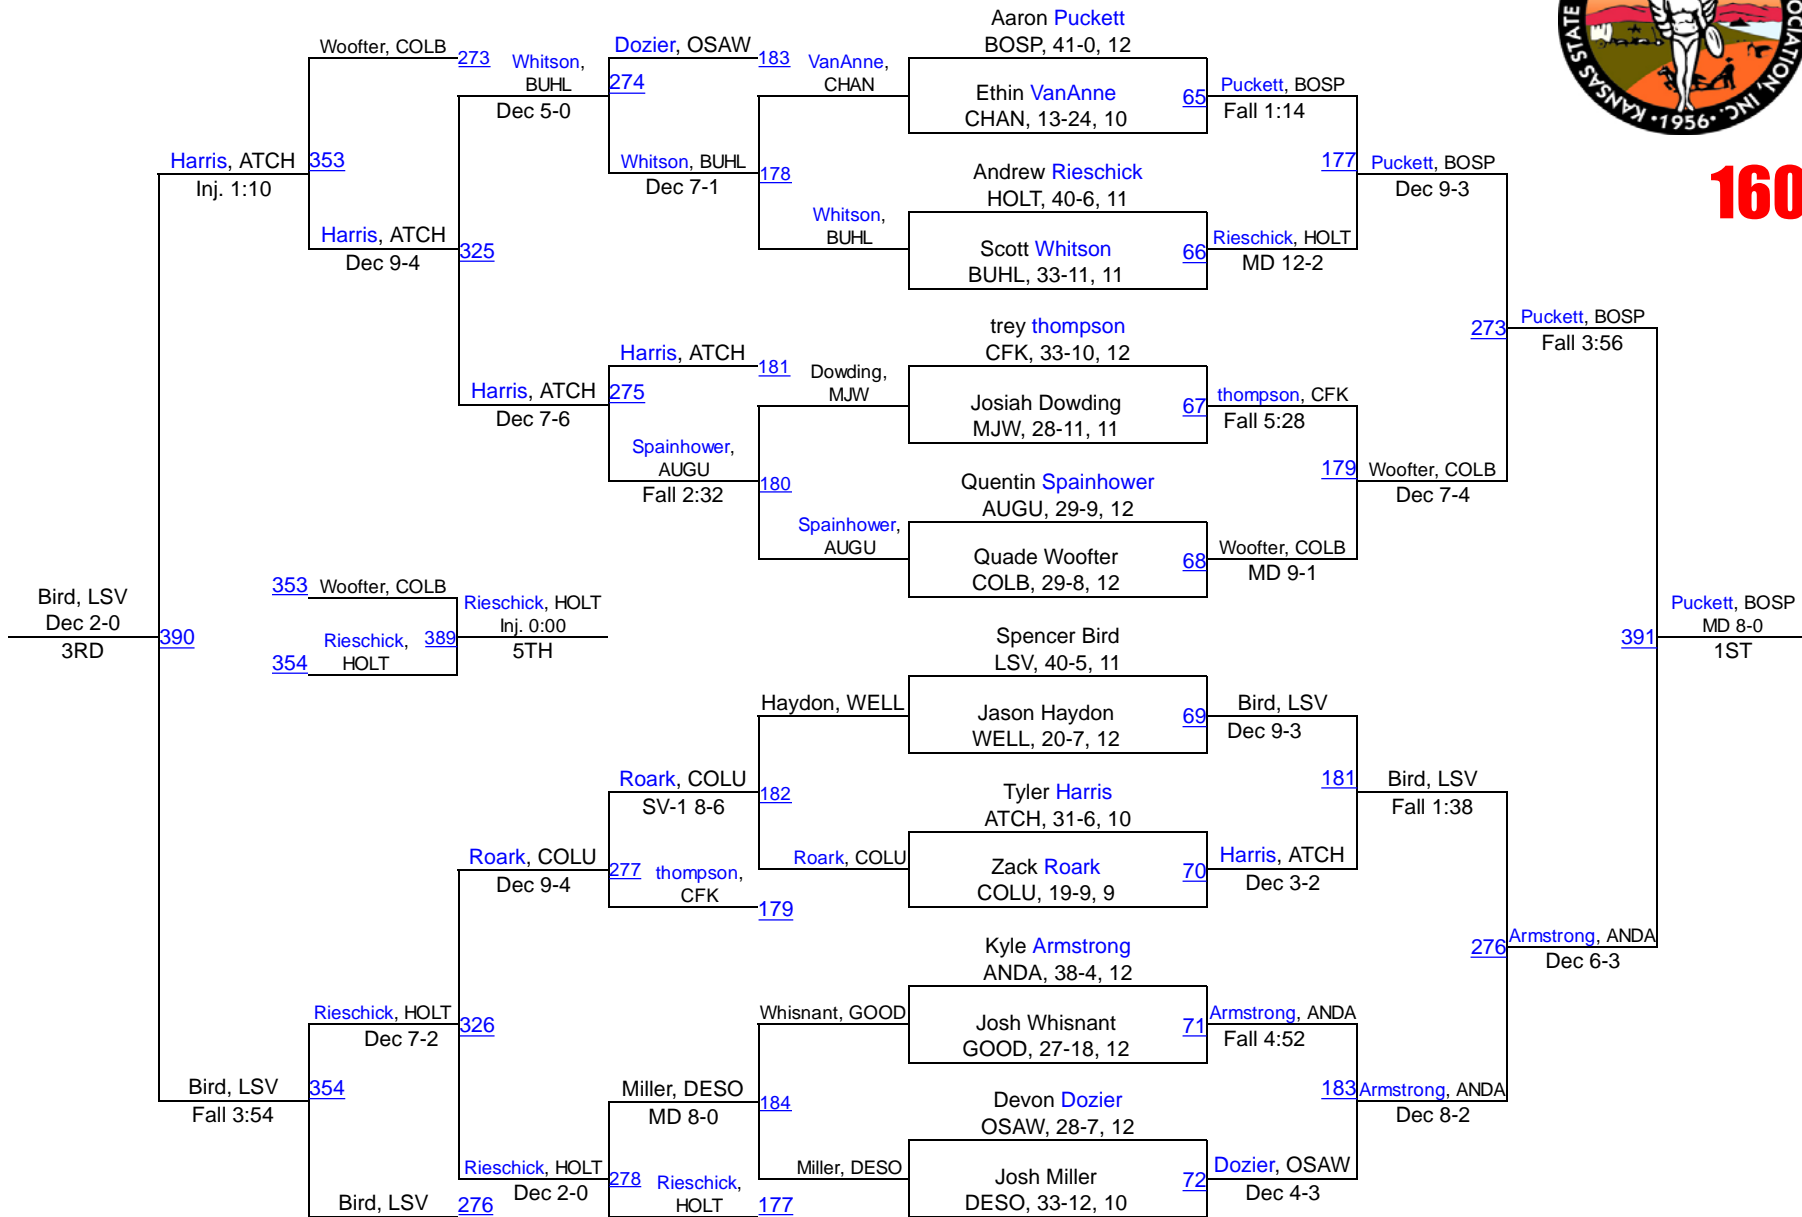 KANSAS STATE
OCIATION, INC.
•1956•
160
Woofter, COLB
273
Harris, ATCH
Inj. 1:10
353
Harris, ATCH
Dec 9-4
325
Whitson,
BUHL
Dec 5-0
274
Dozier, OSAW
183
Whitson, BUHL
Dec 7-1
178
VanAnne,
CHAN
Whitson,
BUHL
Harris, ATCH
Dec 7-6
275
Harris, ATCH
181
Spainhower,
AUGU
Fall 2:32
180
Dowding,
MJW
Spainhower,
AUGU
Aaron Puckett
BOSP, 41-0, 12
Ethin VanAnne
CHAN, 13-24, 10
65
Puckett, BOSP
Fall 1:14
Andrew Rieschick
HOLT, 40-6, 11
Scott Whitson
BUHL, 33-11, 11
66
Rieschick, HOLT
MD 12-2
177
Puckett, BOSP
Dec 9-3
trey thompson
CFK, 33-10, 12
Josiah Dowding
MJW, 28-11, 11
67
thompson, CFK
Fall 5:28
Quentin Spainhower
AUGU, 29-9, 12
Quade Woofter
COLB, 29-8, 12
68
Woofter, COLB
MD 9-1
179
Woofter, COLB
Dec 7-4
273
Puckett, BOSP
Fall 3:56
Bird, LSV
Dec 2-0
3RD
390
353
Woofter, COLB
354
Rieschick,
HOLT
389
Rieschick, HOLT
Inj. 0:00
5TH
391
Puckett, BOSP
MD 8-0
1ST
Spencer Bird
LSV, 40-5, 11
Jason Haydon
WELL, 20-7, 12
69
Bird, LSV
Dec 9-3
Tyler Harris
ATCH, 31-6, 10
Zack Roark
COLU, 19-9, 9
70
Harris, ATCH
Dec 3-2
181
Bird, LSV
Fall 1:38
Kyle Armstrong
ANDA, 38-4, 12
Josh Whisnant
GOOD, 27-18, 12
71
Armstrong, ANDA
Fall 4:52
Devon Dozier
OSAW, 28-7, 12
Josh Miller
DESO, 33-12, 10
72
Dozier, OSAW
Dec 4-3
183
Armstrong, ANDA
Dec 8-2
276
Armstrong, ANDA
Dec 6-3
Haydon, WELL
Roark, COLU
182
Roark, COLU
SV-1 8-6
277
thompson,
CFK
179
Roark, COLU
Dec 9-4
Rieschick, HOLT
Dec 7-2
326
Whisnant, GOOD
Miller, DESO
184
Miller, DESO
MD 8-0
278
Rieschick,
HOLT
177
Rieschick, HOLT
Dec 2-0
Bird, LSV
Fall 3:54
354
Bird, LSV
276